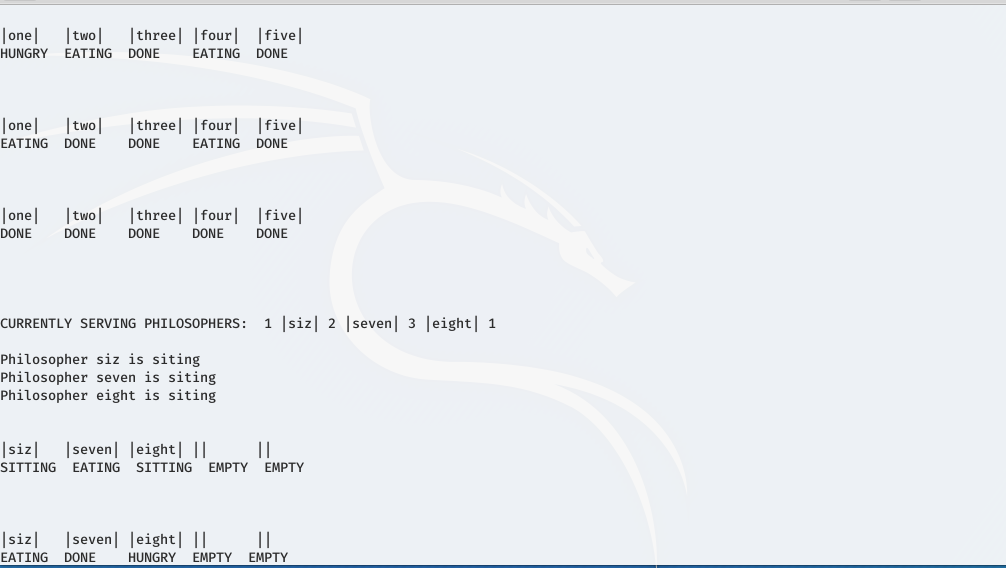 |one|   |two|   |three| |four|  |five|
HUNGRY  EATING  DONE    EATING  DONE
|one|   |two|   |three| |four|  |five|
EATING  DONE    DONE    EATING  DONE
|one|   |two|   |three| |four|  |five|
DONE    DONE    DONE    DONE    DONE
CURRENTLY SERVING PHILOSOPHERS:  1 |siz| 2 |seven| 3 |eight| 1
Philosopher siz is siting
Philosopher seven is siting
Philosopher eight is siting
|siz|   |seven| |eight| ||      ||
SITTING  EATING  SITTING  EMPTY  EMPTY
|siz|   |seven| |eight| ||      ||
EATING  DONE    HUNGRY  EMPTY  EMPTY